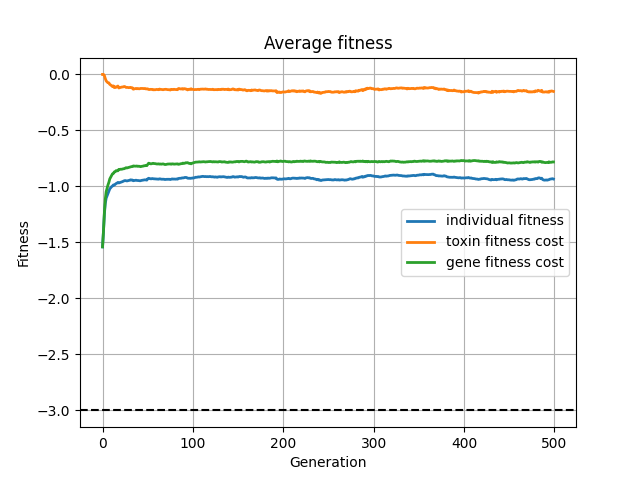 Average fitness
Fitness
0.0
−0.5
−1.0
−1.5
−2.0
−2.5
−3.0
individual fitness
toxin fitness cost
gene fitness cost
0 100 200 300 400 500
Generation